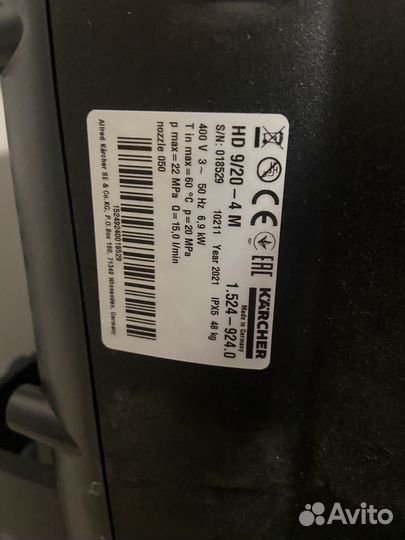 KÄRCHER
Made in Germany
CE
EAC
HD 9/20-4 M 1.524-924.0
S/N: 018529 10211 Year 2021 IPX5 48 kg
400 V 3~ 50 Hz 6,9 kW
T in max=60 °C p=20 MPa
p max=22 MPa Q=15,0 l/min
nozzle 050
15249240018529
Alfred Kärcher SE & Co.KG, P.O.Box 160, 71349 Winnenden, Germany
Avito